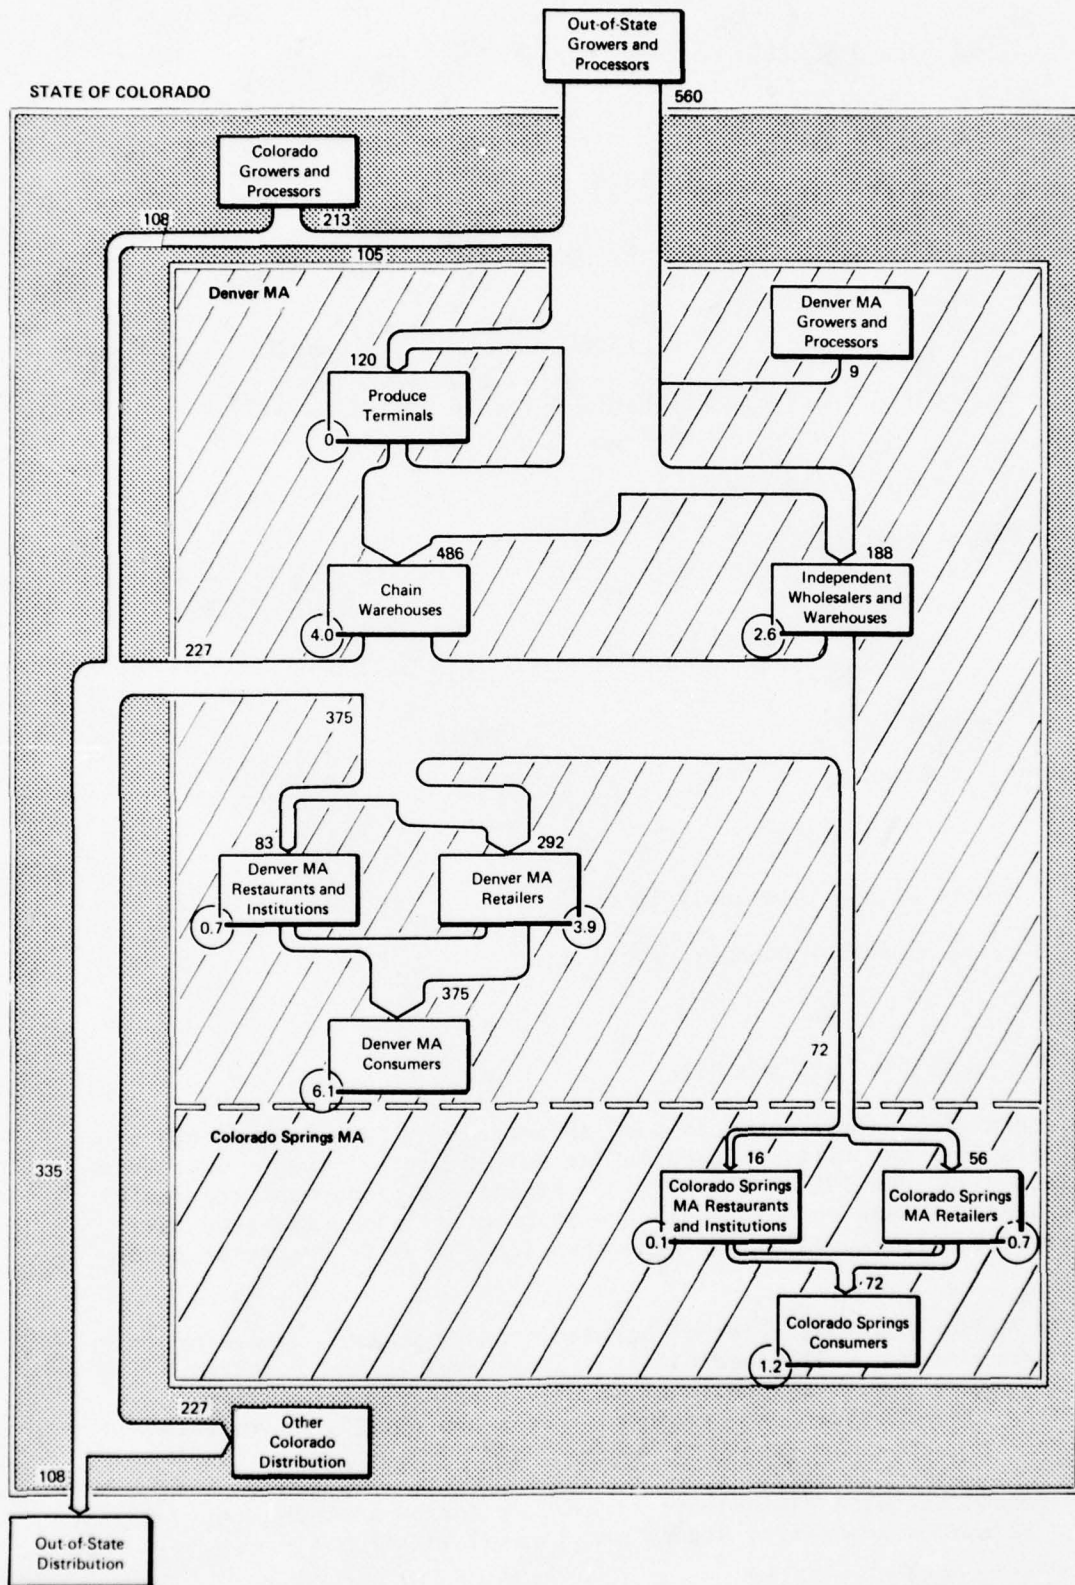 Out-of-State
Growers and
Processors
STATE OF COLORADO
560
Colorado
Growers and
Processors
108
213
105
Denver MA
Denver MA
Growers and
Processors
9
120
Produce
Terminals
0
486
188
Chain
Warehouses
4.0
Independent
Wholesalers and
Warehouses
2.6
227
375
83
292
Denver MA
Restaurants and
Institutions
0.7
Denver MA
Retailers
3.9
375
Denver MA
Consumers
6.1
72
Colorado Springs MA
335
16
56
Colorado Springs
MA Restaurants
and Institutions
0.1
Colorado Springs
MA Retailers
0.7
72
Colorado Springs
Consumers
1.2
227
Other
Colorado
Distribution
108
Out-of-State
Distribution